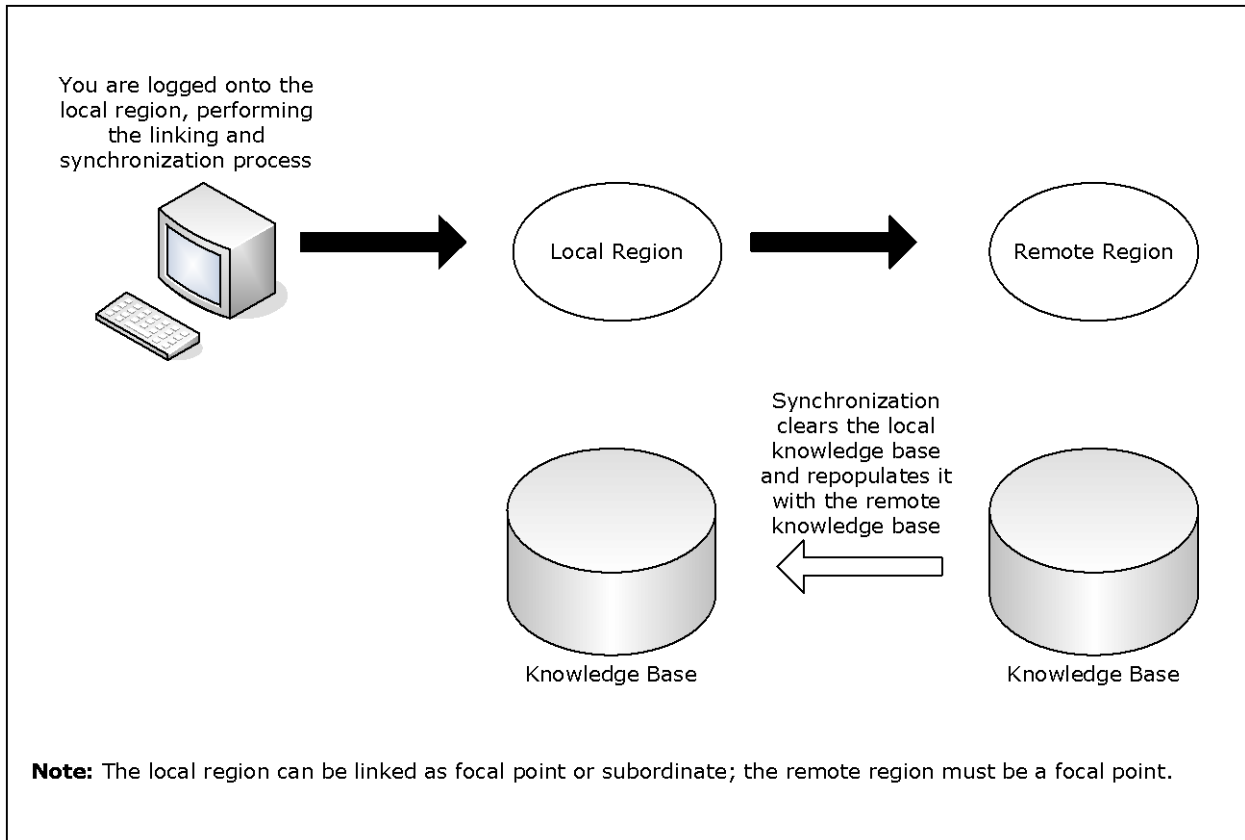 You are logged onto the
local region, performing
the linking and
synchronization process
Local Region
Remote Region
Synchronization
clears the local
knowledge base
and repopulates it
with the remote
knowledge base
Knowledge Base
Knowledge Base
Note: The local region can be linked as focal point or subordinate; the remote region must be a focal point.